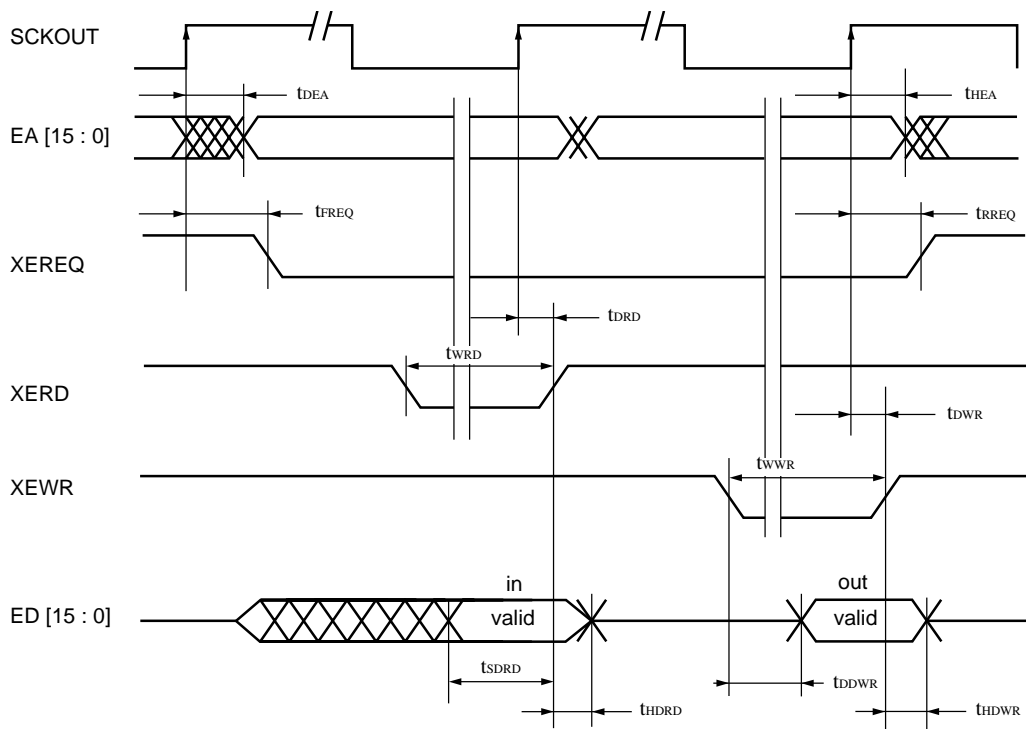 SCKOUT
tDEA
tHEA
EA [15 : 0]
tFREQ
tRREQ
XEREQ
tDRD
tWRD
XERD
tDWR
tWWR
XEWR
in
out
ED [15 : 0]
valid
valid
tSDRD
tDDWR
tHDRD
tHDWR